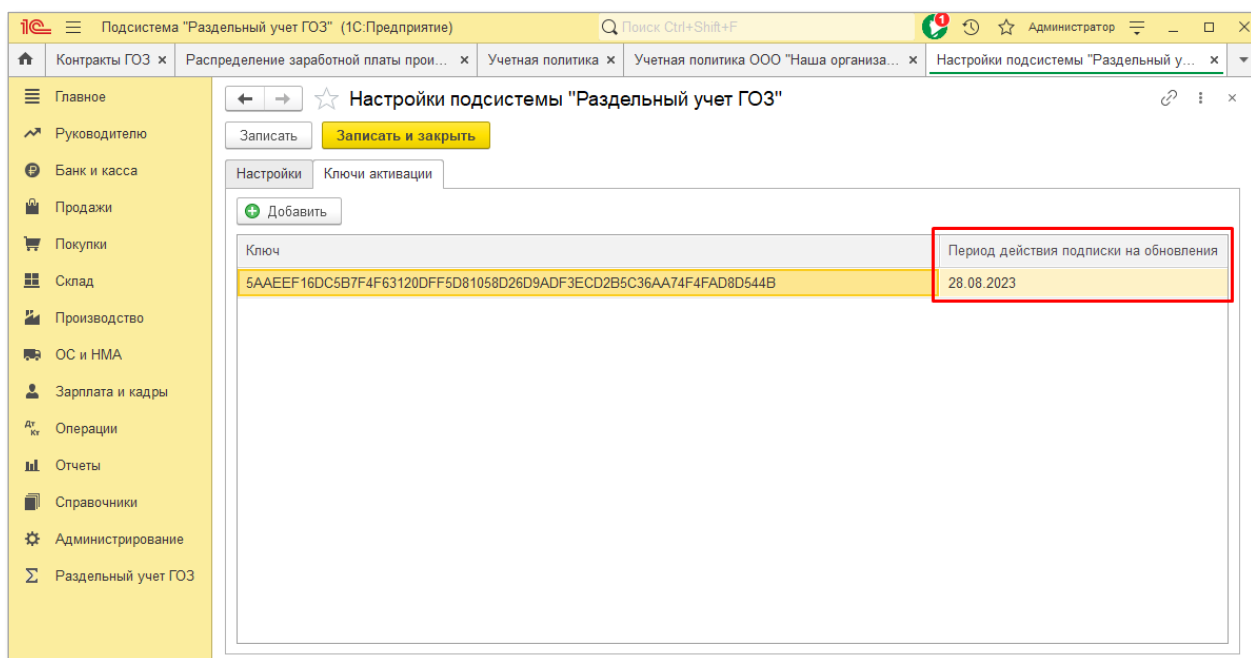 1С Подсистема "Раздельный учет ГОЗ" (1С:Предприятие) Поиск Ctrl+Shift+F 1 Администратор
Контракты ГОЗ × Распределение заработной платы прои... × Учетная политика × Учетная политика ООО "Наша организа... × Настройки подсистемы "Раздельный у... ×
Главное
Руководителю
Банк и касса
Продажи
Покупки
Склад
Производство
ОС и НМА
Зарплата и кадры
Дт Кт Операции
Отчеты
Справочники
Администрирование
Раздельный учет ГОЗ
Настройки подсистемы "Раздельный учет ГОЗ"
Записать Записать и закрыть
Настройки Ключи активации
Добавить
Ключ Период действия подписки на обновления
5AAEEF16DC5B7F4F63120DFF5D81058D26D9ADF3ECD2B5C36AA74F4FAD8D544B 28.08.2023